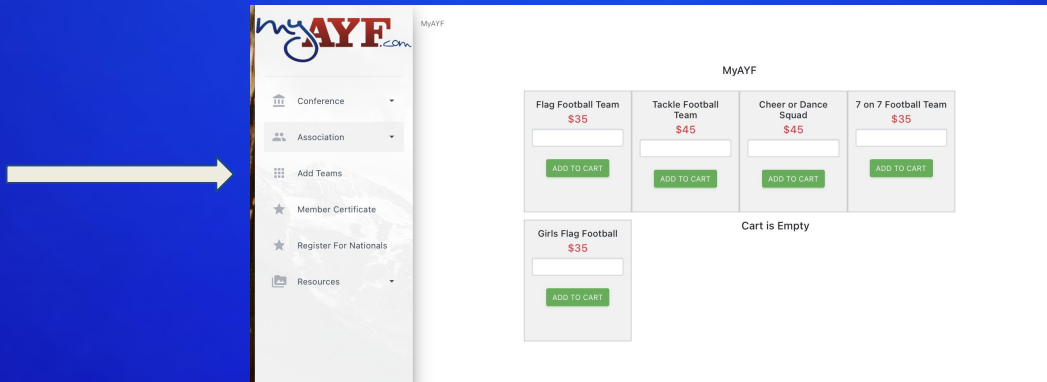 myAYF.com
MyAYF
Conference
Association
Add Teams
Member Certificate
Register For Nationals
Resources
MyAYF
Flag Football Team
$35
ADD TO CART
Tackle Football
Team
$45
ADD TO CART
Cheer or Dance
Squad
$45
ADD TO CART
7 on 7 Football Team
$35
ADD TO CART
Girls Flag Football
$35
ADD TO CART
Cart is Empty